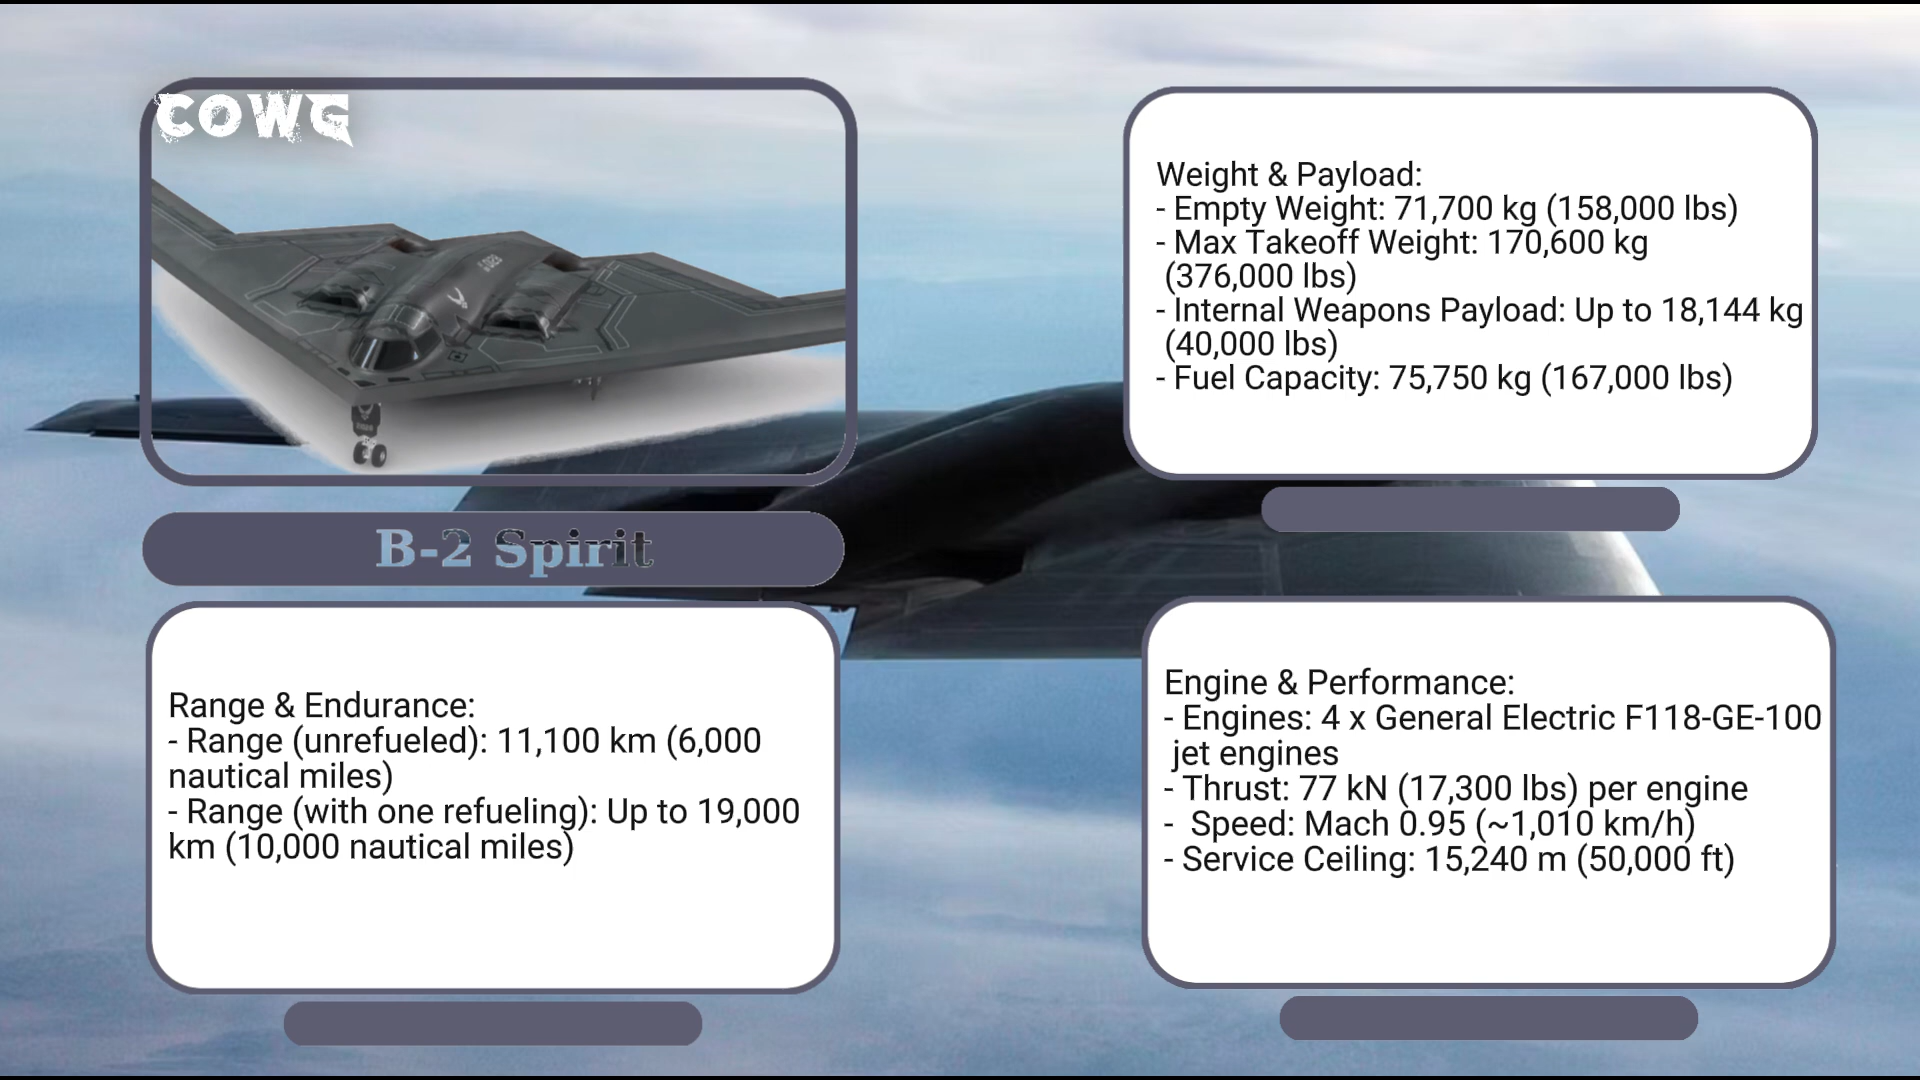 COWG
B-2 Spirit
Range & Endurance:
- Range (unrefueled): 11,100 km (6,000
nautical miles)
- Range (with one refueling): Up to 19,000
km (10,000 nautical miles)
Weight & Payload:
- Empty Weight: 71,700 kg (158,000 lbs)
- Max Takeoff Weight: 170,600 kg
(376,000 lbs)
- Internal Weapons Payload: Up to 18,144 kg
(40,000 lbs)
- Fuel Capacity: 75,750 kg (167,000 lbs)
Engine & Performance:
- Engines: 4 x General Electric F118-GE-100
jet engines
- Thrust: 77 kN (17,300 lbs) per engine
-  Speed: Mach 0.95 (~1,010 km/h)
- Service Ceiling: 15,240 m (50,000 ft)